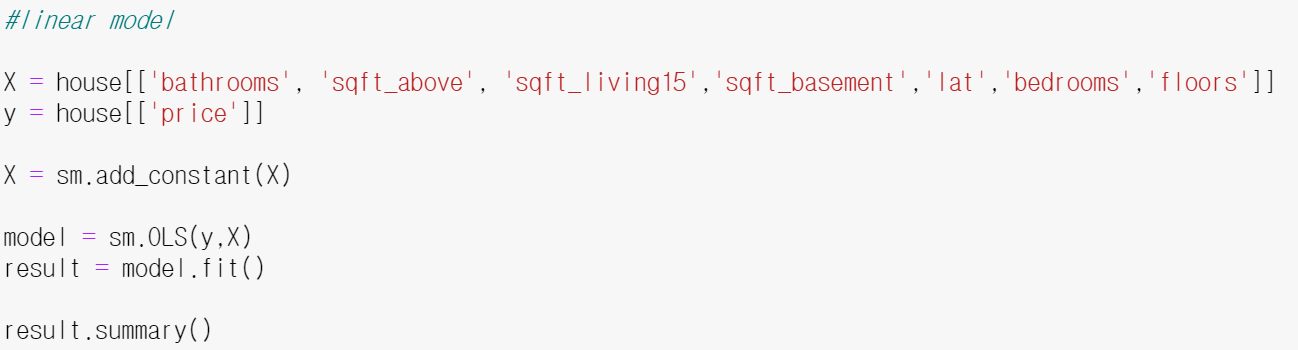 #linear model
X = house[['bathrooms', 'sqft_above', 'sqft_living15','sqft_basement','lat','bedrooms','floors']]
y = house[['price']]
X = sm.add_constant(X)
model = sm.OLS(y,X)
result = model.fit()
result.summary()